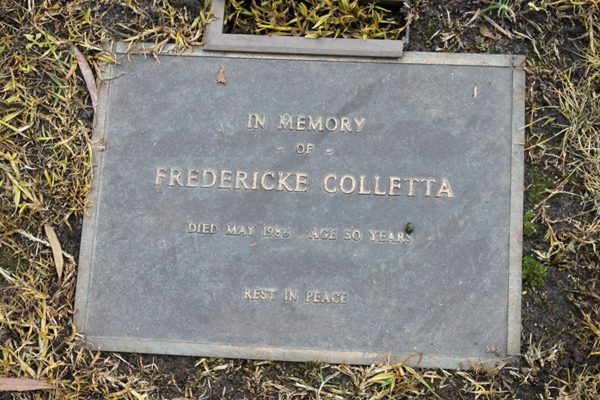 IN MEMORY
- OF -
FREDERICKE COLLETTA
DIED MAY AGE 50 YEARS
REST IN PEACE